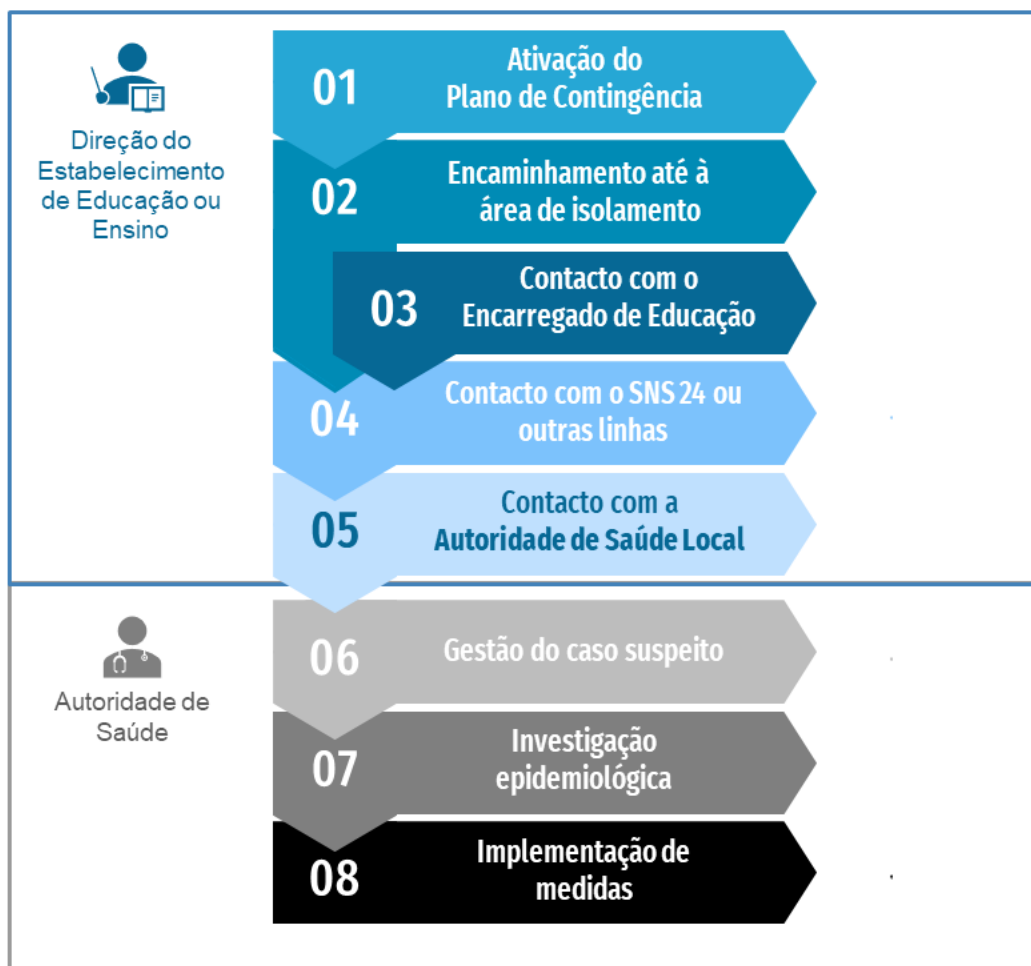 Direção do
Estabelecimento
de Educação ou
Ensino
01
Ativação do
Plano de Contingência
02
Encaminhamento até à
área de isolamento
03
Contacto com o
Encarregado de Educação
04
Contacto com o SNS 24 ou
outras linhas
05
Contacto com a
Autoridade de Saúde Local
Autoridade de
Saúde
06
Gestão do caso suspeito
07
Investigação
epidemiológica
08
Implementação de
medidas